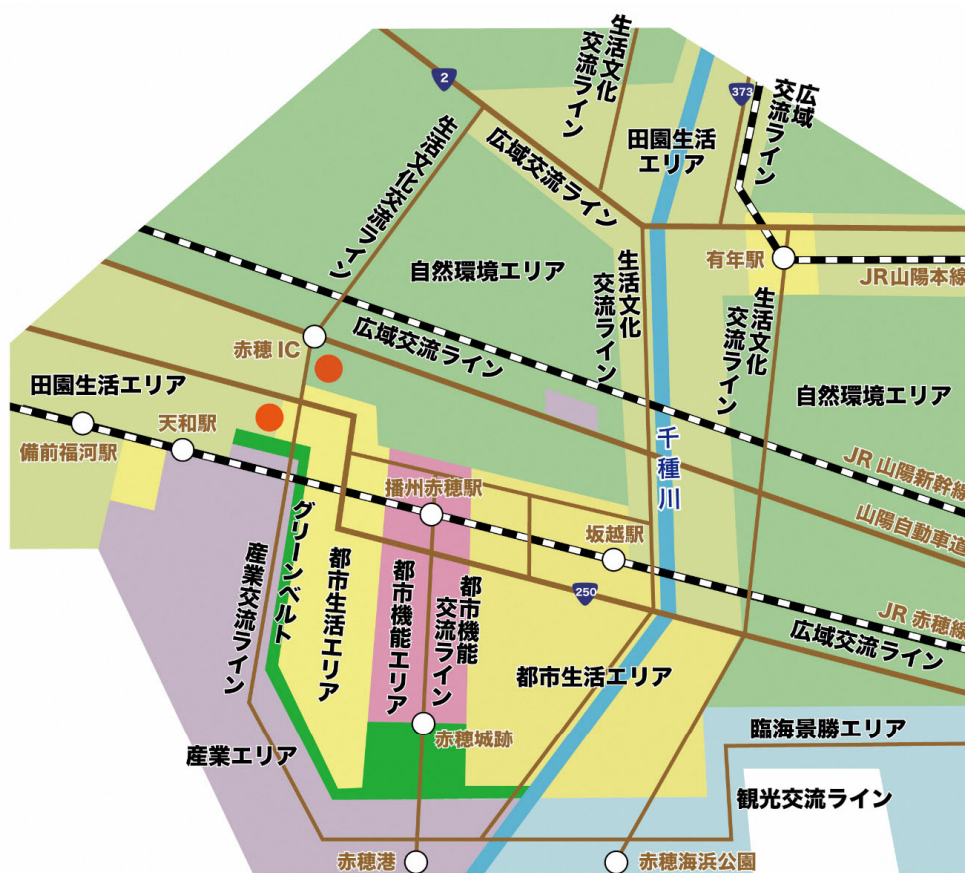 生活文化
交流ライン
2
373
広域
交流ライン
田園生活
エリア
生活文化交流ライン
広域交流ライン
自然環境エリア
生活文化
交流ライン
有年駅
JR山陽本線
生活文化
交流ライン
赤穂IC
広域交流ライン
田園生活エリア
自然環境エリア
天和駅
備前福河駅
千種川
JR山陽新幹線
播州赤穂駅
山陽自動車道
グリーンベルト
坂越駅
産業交流ライン
都市生活エリア
都市機能エリア
都市機能
交流ライン
250
JR赤穂線
広域交流ライン
都市生活エリア
赤穂城跡
臨海景勝エリア
産業エリア
観光交流ライン
赤穂港
赤穂海浜公園